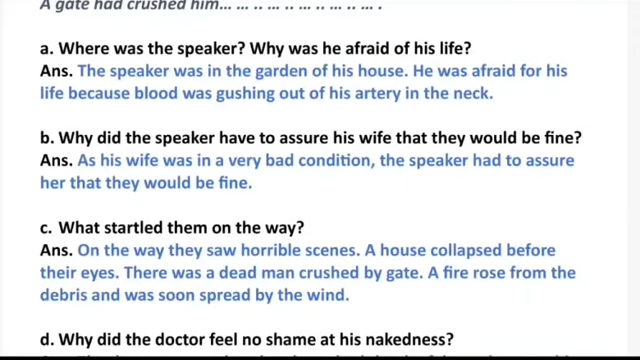 A gate had crushed him… … .. … .. … .. … .. … .
a. Where was the speaker? Why was he afraid of his life?
Ans. The speaker was in the garden of his house. He was afraid for his
life because blood was gushing out of his artery in the neck.
b. Why did the speaker have to assure his wife that they would be fine?
Ans. As his wife was in a very bad condition, the speaker had to assure
her that they would be fine.
c. What startled them on the way?
Ans. On the way they saw horrible scenes. A house collapsed before
their eyes. There was a dead man crushed by gate. A fire rose from the
debris and was soon spread by the wind.
d. Why did the doctor feel no shame at his nakedness?